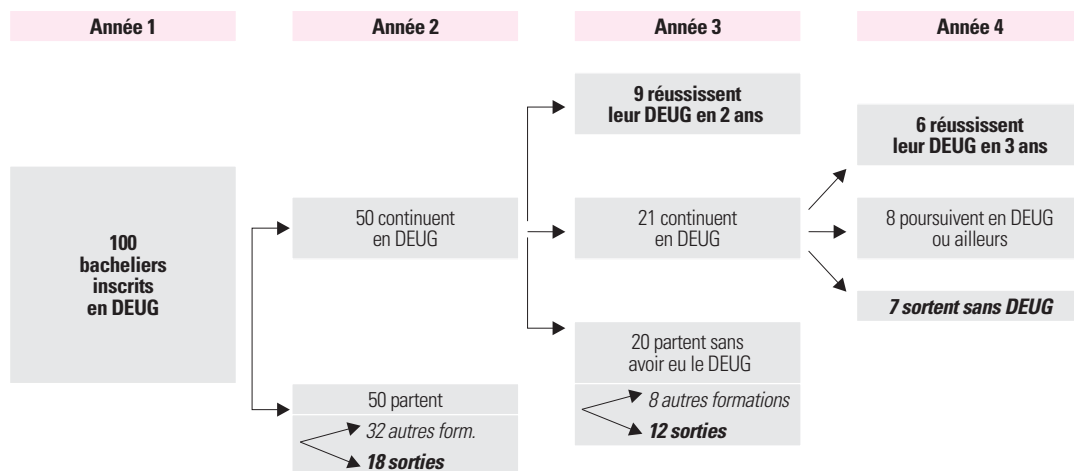 Année 1
Année 2
Année 3
Année 4
100
bacheliers
inscrits
en DEUG
50 continuent
en DEUG
50 partent
32 autres form.
18 sorties
9 réussissent
leur DEUG en 2 ans
21 continuent
en DEUG
20 partent sans
avoir eu le DEUG
8 autres formations
12 sorties
6 réussissent
leur DEUG en 3 ans
8 poursuivent en DEUG
ou ailleurs
7 sortent sans DEUG